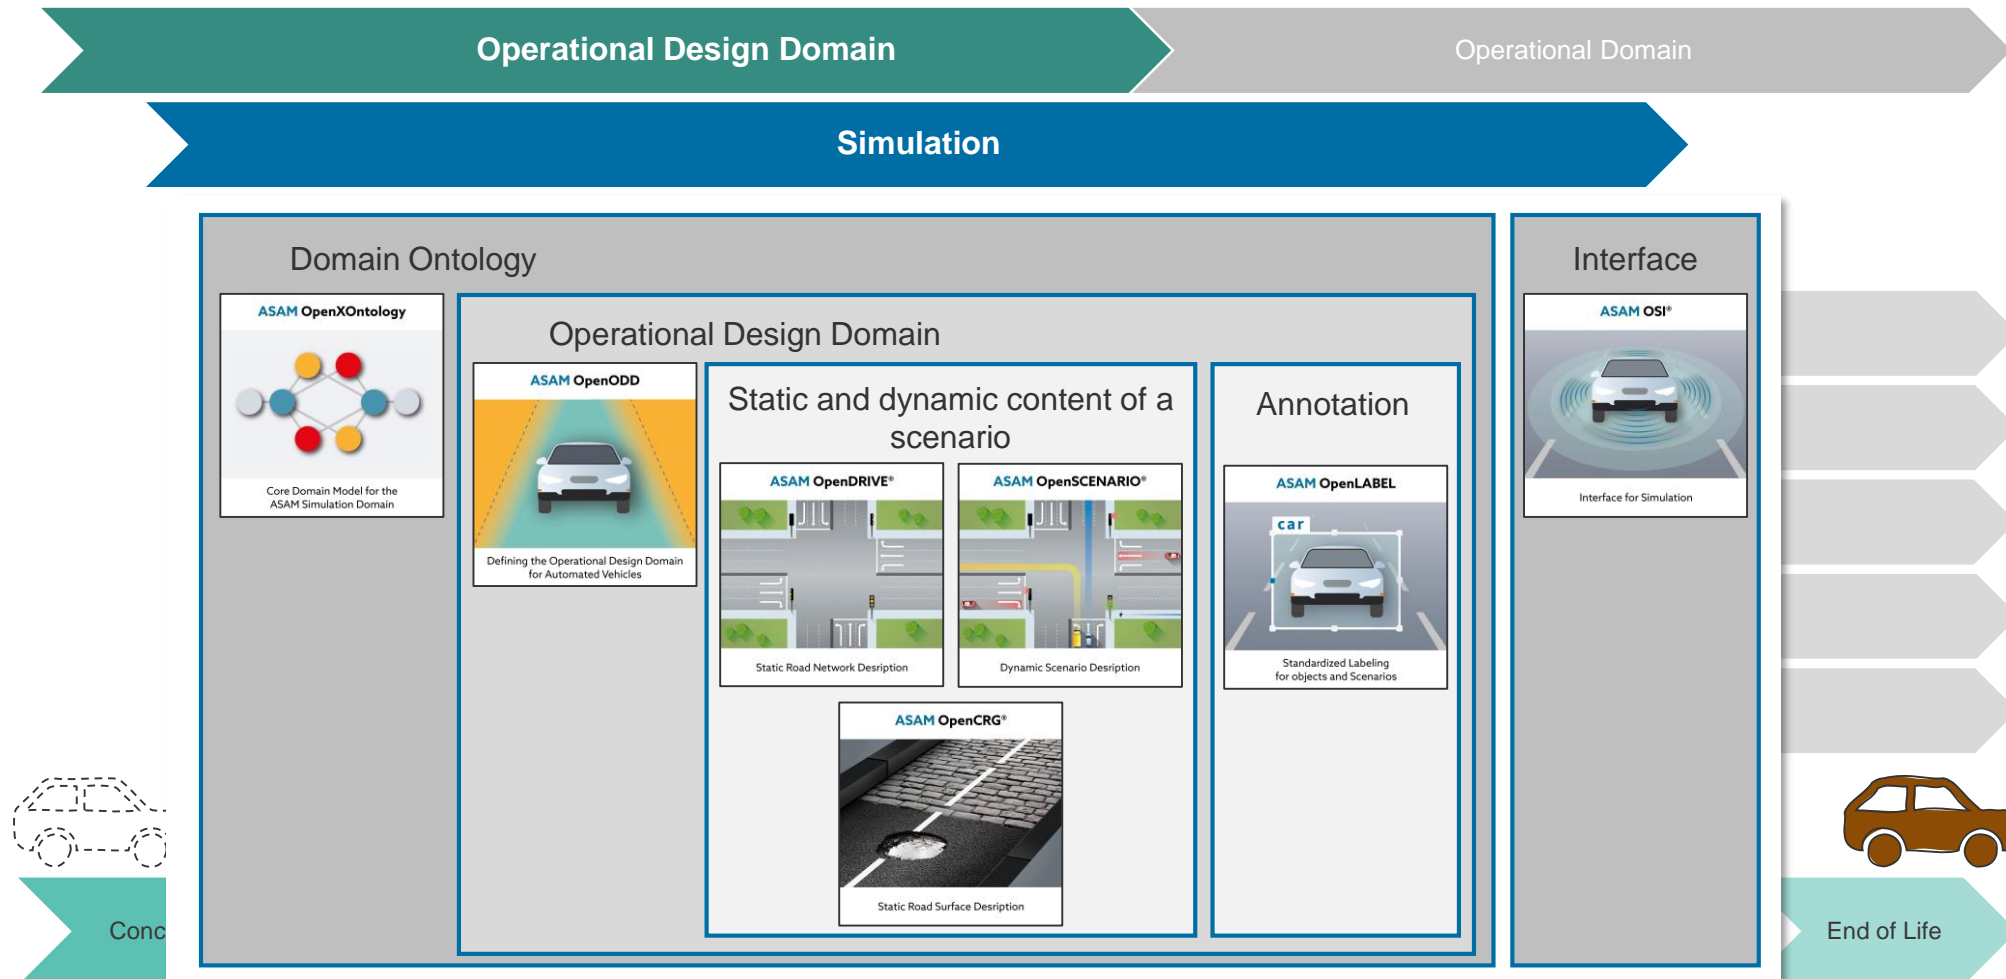 Operational Design Domain
Operational Domain
Simulation
Domain Ontology
Interface
ASAM OpenXOntology
Core Domain Model for the
ASAM Simulation Domain
Operational Design Domain
ASAM OpenODD
Defining the Operational Design Domain
for Automated Vehicles
Static and dynamic content of a
scenario
ASAM OpenDRIVE®
Static Road Network Desription
ASAM OpenSCENARIO®
Dynamic Scenario Desription
ASAM OpenCRG®
Static Road Surface Desription
Annotation
ASAM OpenLABEL
car
Standardized Labeling
for objects and Scenarios
ASAM OSI®
Interface for Simulation
Conc
End of Life